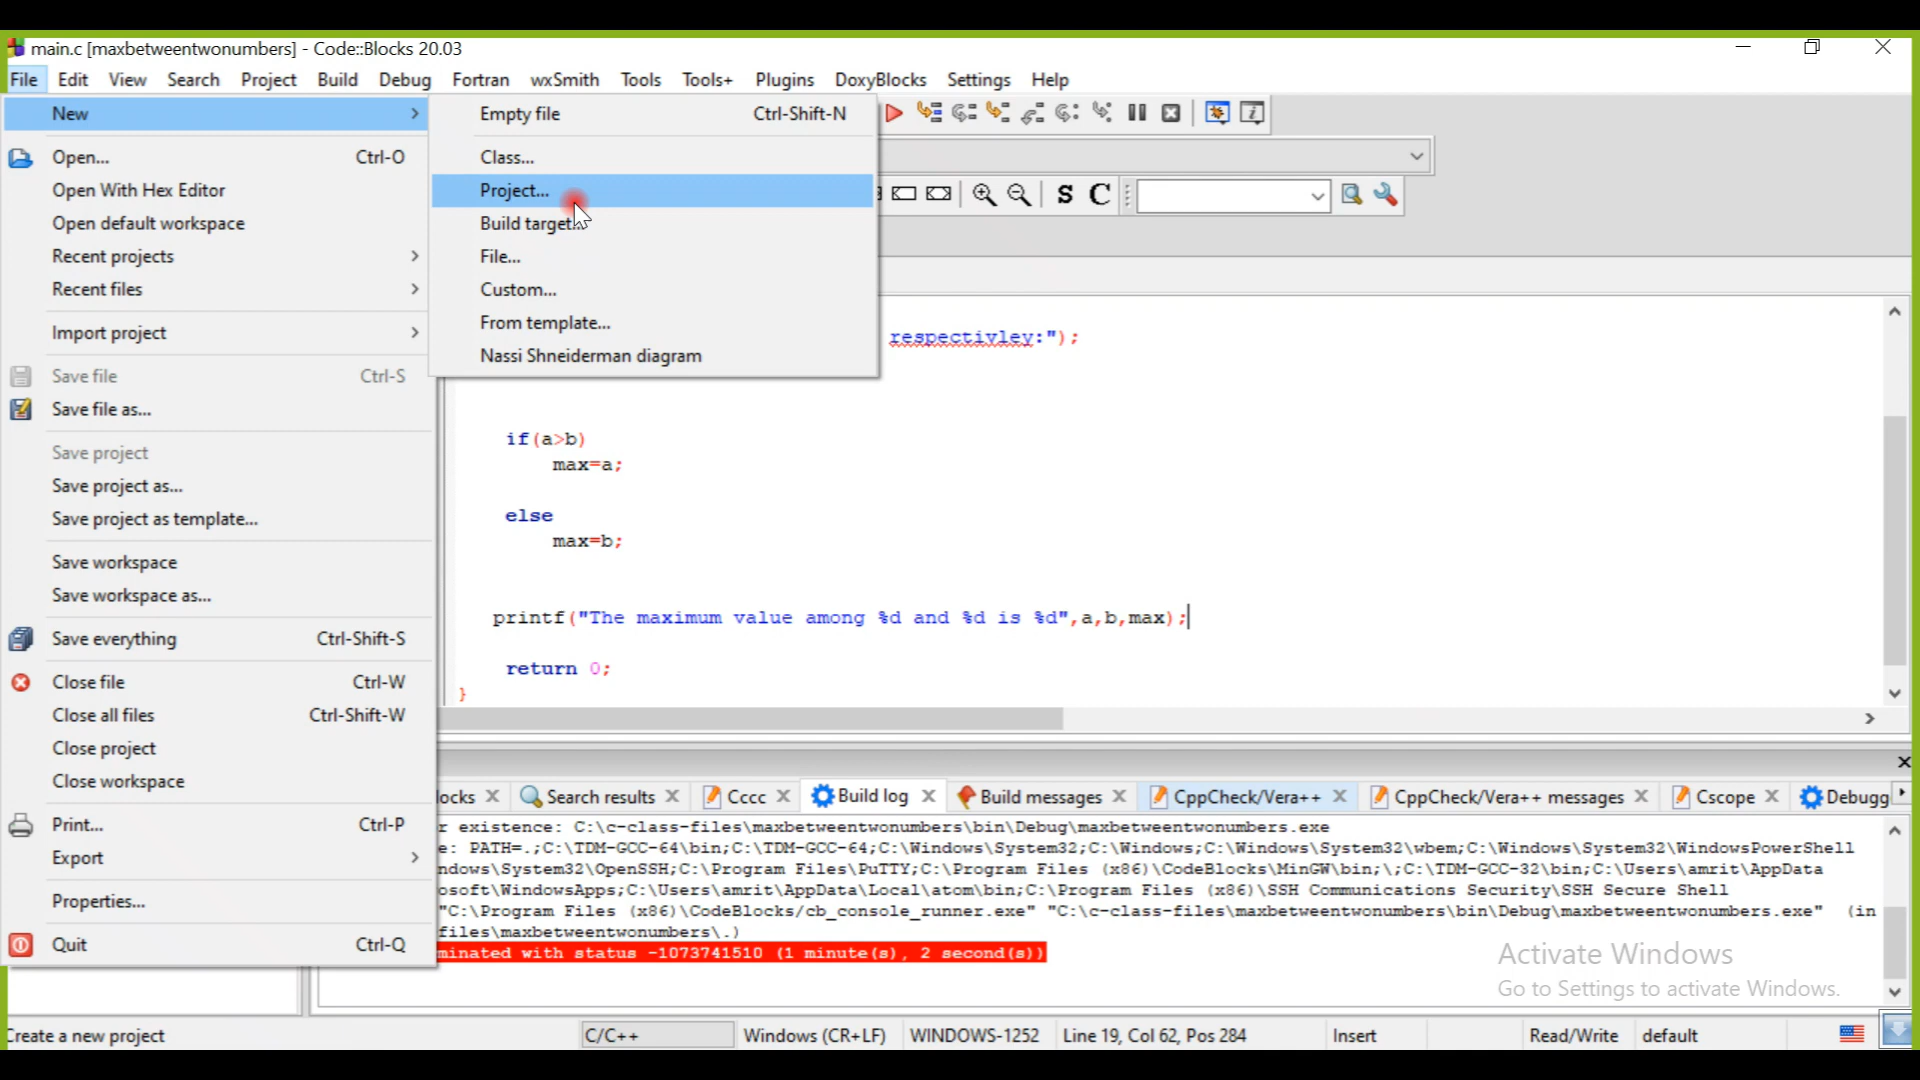 main.c [maxbetweentwonumbers] - Code::Blocks 20.03
File Edit View Search Project Build Debug Fortran wxSmith Tools Tools+ Plugins DoxyBlocks Settings Help
New
Open... Ctrl-O
Open With Hex Editor
Open default workspace
Recent projects
Recent files
Import project
Save file Ctrl-S
Save file as...
Save project
Save project as...
Save project as template...
Save workspace
Save workspace as...
Save everything Ctrl-Shift-S
Close file Ctrl-W
Close all files Ctrl-Shift-W
Close project
Close workspace
Print... Ctrl-P
Export
Properties...
Quit Ctrl-Q
Empty file Ctrl-Shift-N
Class...
Project...
Build target...
File...
Custom...
From template...
Nassi Shneiderman diagram
S C
respectivley:");
if(a>b)
max=a;
else
max=b;
printf("The maximum value among %d and %d is %d",a,b,max);
return 0;
}
locks Search results Cccc Build log Build messages CppCheck/Vera++ CppCheck/Vera++ messages Cscope Debugg
r existence: C:\c-class-files\maxbetweentwonumbers\bin\Debug\maxbetweentwonumbers.exe
e: PATH=.;C:\TDM-GCC-64\bin;C:\TDM-GCC-64;C:\Windows\System32;C:\Windows;C:\Windows\System32\wbem;C:\Windows\System32\WindowsPowerShell
ndows\System32\OpenSSH;C:\Program Files\PuTTY;C:\Program Files (x86)\CodeBlocks\MinGW\bin;\;C:\TDM-GCC-32\bin;C:\Users\amrit\AppData
osoft\WindowsApps;C:\Users\amrit\AppData\Local\atom\bin;C:\Program Files (x86)\SSH Communications Security\SSH Secure Shell
"C:\Program Files (x86)\CodeBlocks/cb_console_runner.exe" "C:\c-class-files\maxbetweentwonumbers\bin\Debug\maxbetweentwonumbers.exe" (in
files\maxbetweentwonumbers\.)
minated with status -1073741510 (1 minute(s), 2 second(s))
Activate Windows
Go to Settings to activate Windows.
Create a new project C/C++ Windows (CR+LF) WINDOWS-1252 Line 19, Col 62, Pos 284 Insert Read/Write default